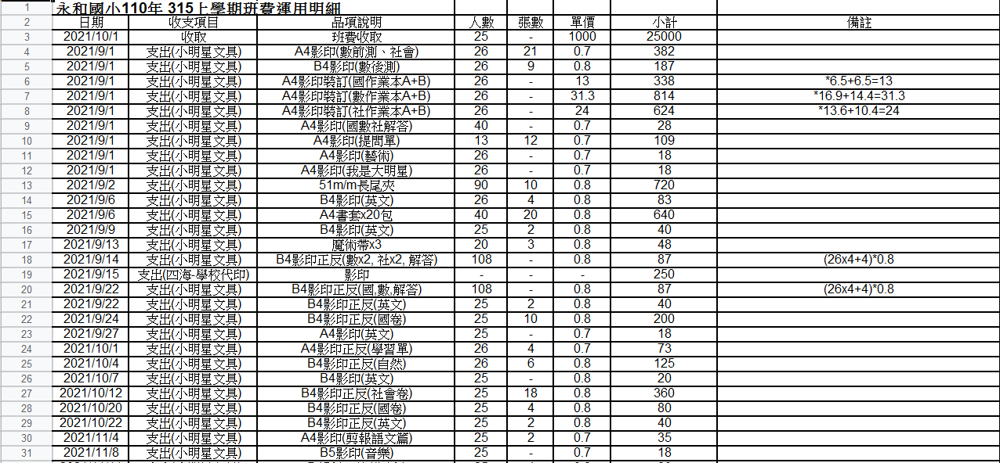 1 永和國小110年 315上學期班費運用明細
2 日期 收支項目 品項說明 人數 張數 單價 小計 備註
3 2021/10/1 收取 班費收取 25 - 1000 25000
4 2021/9/1 支出(小明星文具) A4影印(數前測、社會) 26 21 0.7 382
5 2021/9/1 支出(小明星文具) B4影印(數後測) 26 9 0.8 187
6 2021/9/1 支出(小明星文具) A4影印裝訂(國作業本A+B) 26 - 13 338 *6.5+6.5=13
7 2021/9/1 支出(小明星文具) A4影印裝訂(數作業本A+B) 26 - 31.3 814 *16.9+14.4=31.3
8 2021/9/1 支出(小明星文具) A4影印裝訂(社作業本A+B) 26 - 24 624 *13.6+10.4=24
9 2021/9/1 支出(小明星文具) A4影印(國數社解答) 40 - 0.7 28
10 2021/9/1 支出(小明星文具) A4影印(提問單) 13 12 0.7 109
11 2021/9/1 支出(小明星文具) A4影印(藝術) 26 - 0.7 18
12 2021/9/1 支出(小明星文具) A4影印(我是大明星) 26 - 0.7 18
13 2021/9/2 支出(小明星文具) 51m/m長尾夾 90 10 0.8 720
14 2021/9/6 支出(小明星文具) B4影印(英文) 26 4 0.8 83
15 2021/9/6 支出(小明星文具) A4書套x20包 40 20 0.8 640
16 2021/9/9 支出(小明星文具) B4影印(英文) 25 2 0.8 40
17 2021/9/13 支出(小明星文具) 魔術帶x3 20 3 0.8 48
18 2021/9/14 支出(小明星文具) B4影印正反(數x2, 社x2, 解答) 108 - 0.8 87 (26x4+4)*0.8
19 2021/9/15 支出(四海-學校代印) 影印 - - - 250
20 2021/9/22 支出(小明星文具) B4影印正反(國,數,解答) 108 - 0.8 87 (26x4+4)*0.8
21 2021/9/22 支出(小明星文具) B4影印正反(英文) 25 2 0.8 40
22 2021/9/24 支出(小明星文具) B4影印正反(國卷) 25 10 0.8 200
23 2021/9/27 支出(小明星文具) A4影印(英文) 25 - 0.7 18
24 2021/10/1 支出(小明星文具) A4影印正反(學習單) 26 4 0.7 73
25 2021/10/4 支出(小明星文具) B4影印正反(自然) 26 6 0.8 125
26 2021/10/7 支出(小明星文具) B4影印(英文) 25 - 0.8 20
27 2021/10/12 支出(小明星文具) B4影印正反(社會卷) 25 18 0.8 360
28 2021/10/20 支出(小明星文具) B4影印正反(國卷) 25 4 0.8 80
29 2021/10/22 支出(小明星文具) B4影印正反(英文) 25 2 0.8 40
30 2021/11/4 支出(小明星文具) A4影印(剪報語文篇) 25 2 0.7 35
31 2021/11/8 支出(小明星文具) B5影印(音樂) 25 - 0.7 18